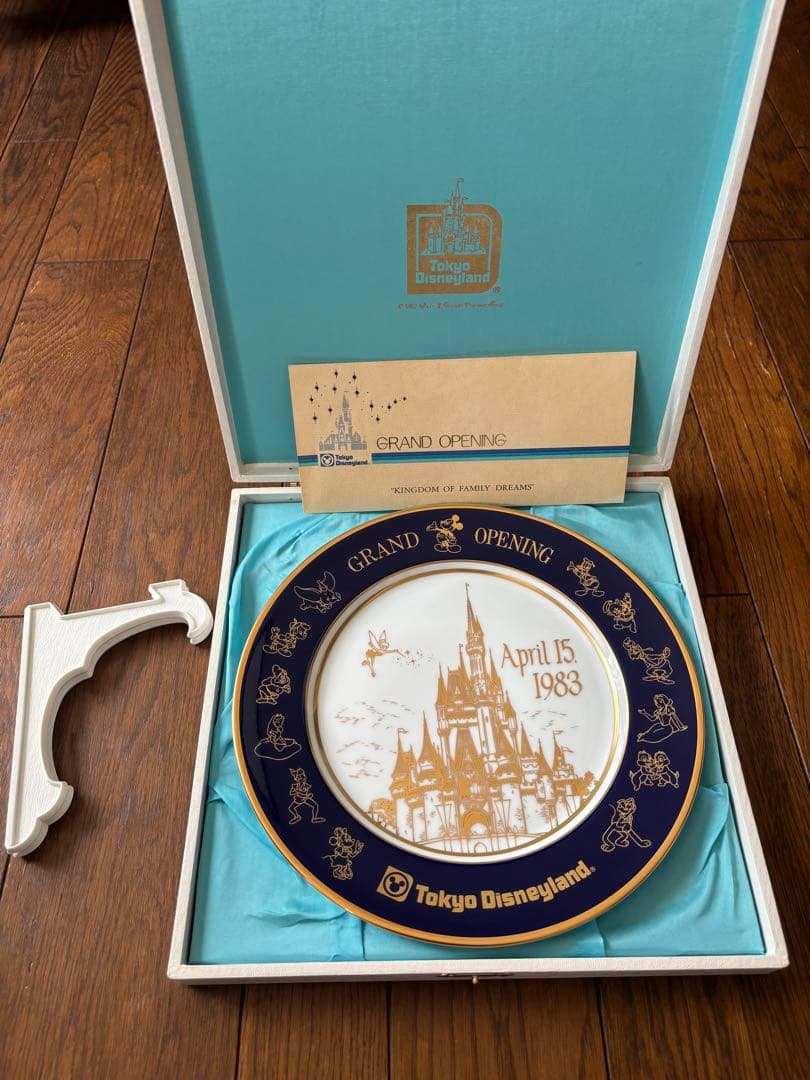 Tokyo
Disneyland®
GRAND OPENING
Tokyo
Disneyland
"KINGDOM OF FAMILY DREAMS"
GRAND OPENING
April 15.
1983
Tokyo Disneyland®